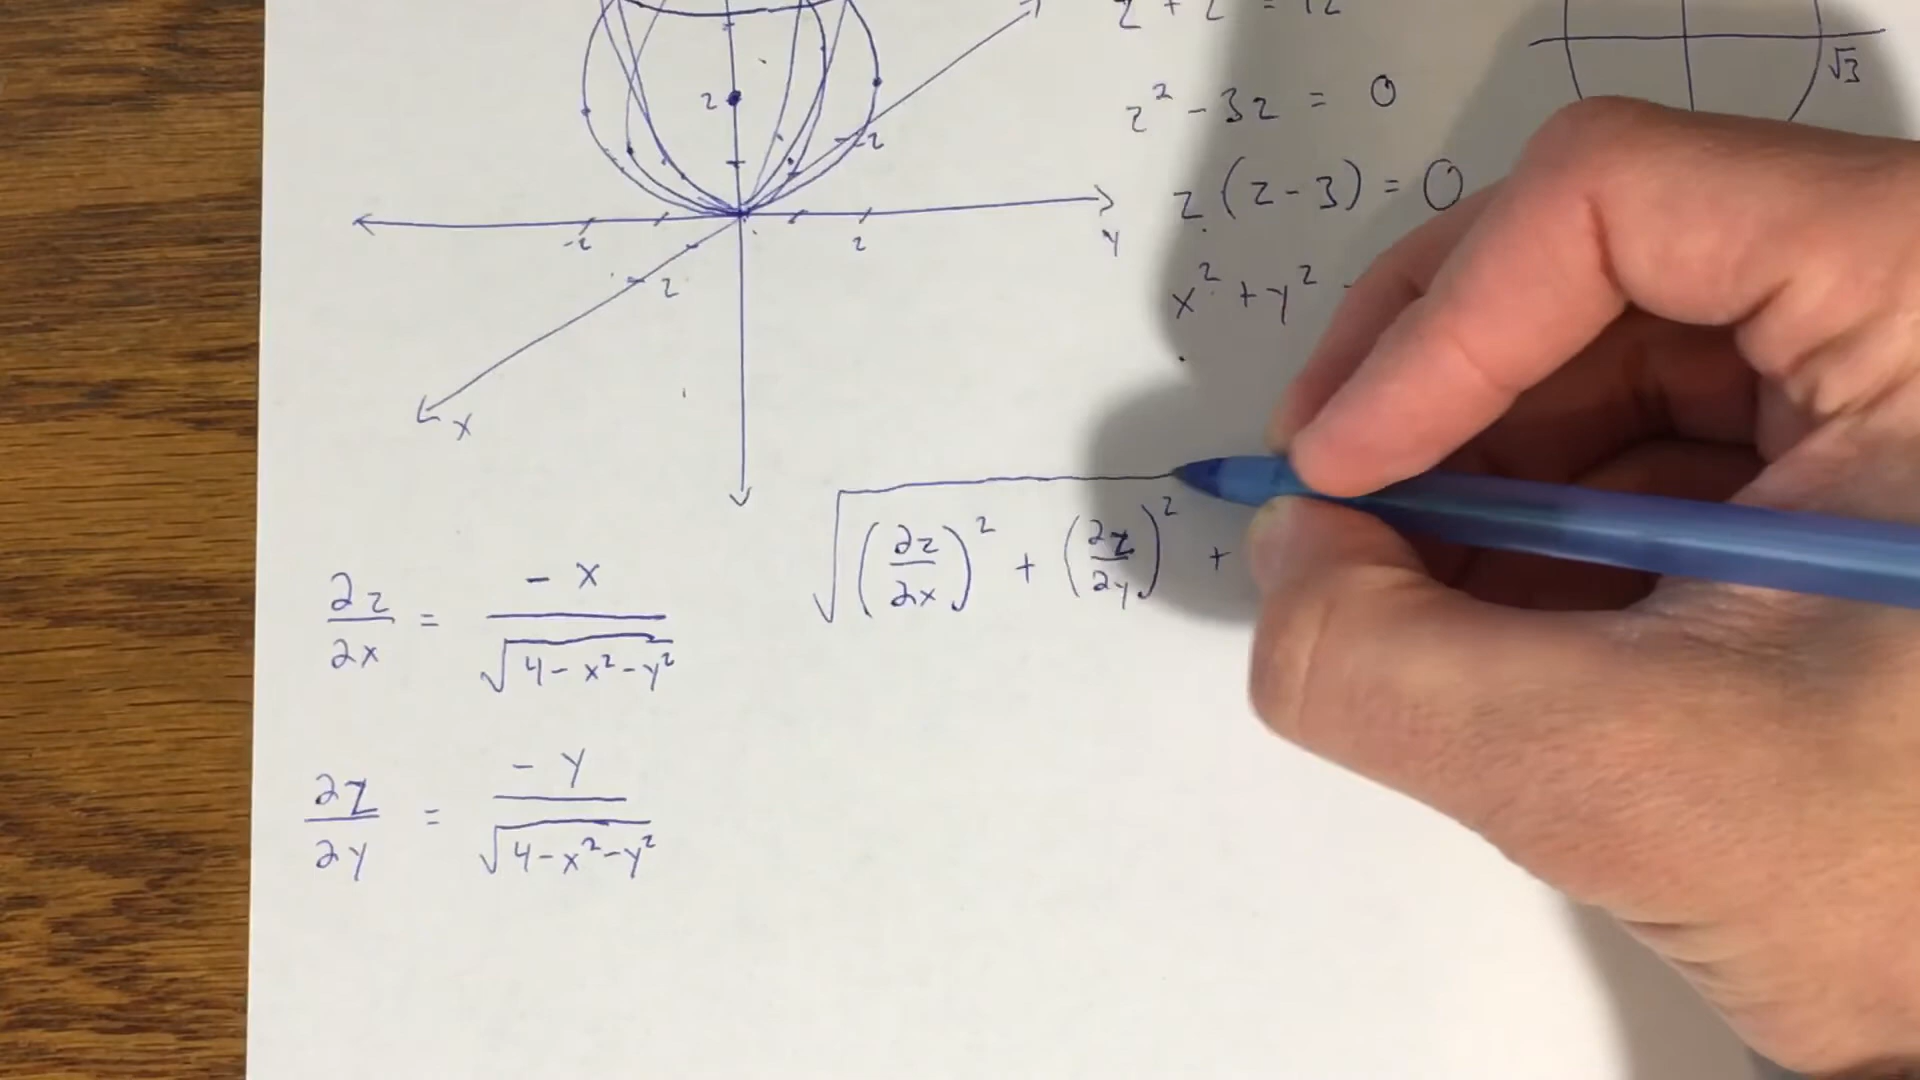 z² - 3z = 0
√3
2
-2
z(z-3) = 0
-2
2
y
x² + y² -
2
x
√(∂z/∂x)² + (∂z/∂y)² +
∂z/∂x = -x/√4-x²-y²
∂z/∂y = -y/√4-x²-y²